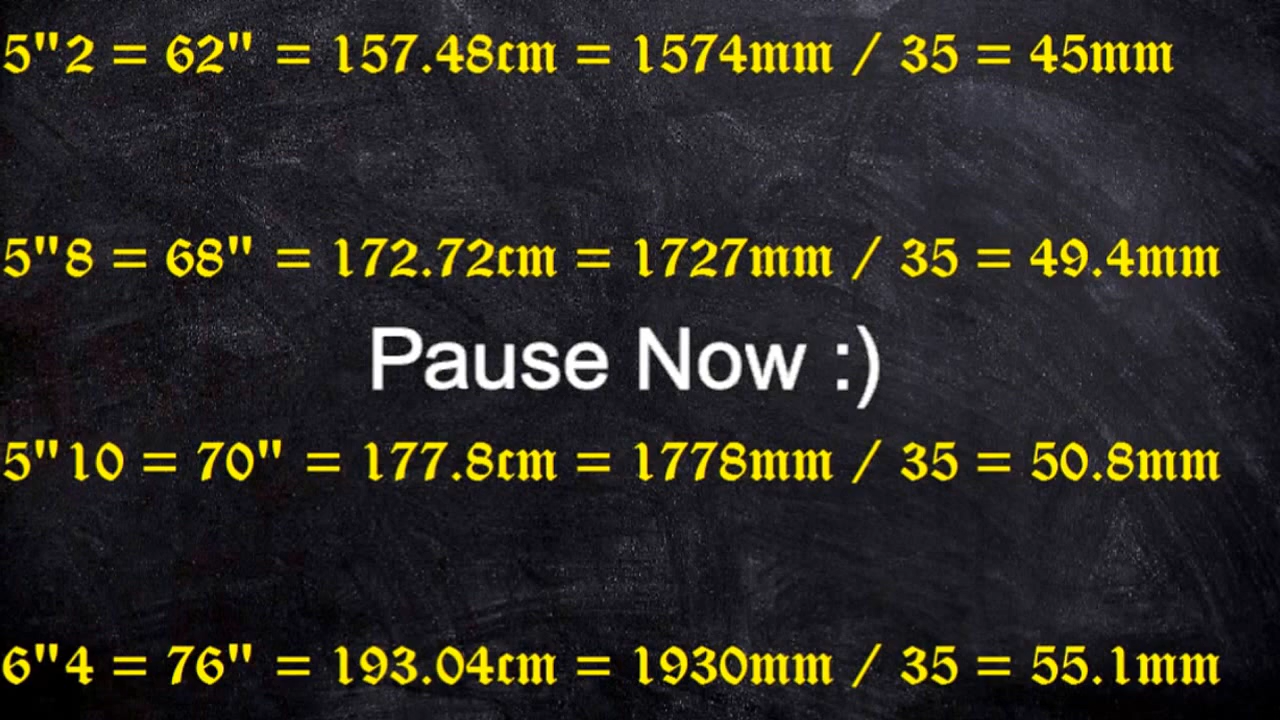 5"2 = 62" = 157.48cm = 1574mm / 35 = 45mm
5"8 = 68" = 172.72cm = 1727mm / 35 = 49.4mm
Pause Now :)
5"10 = 70" = 177.8cm = 1778mm / 35 = 50.8mm
6"4 = 76" = 193.04cm = 1930mm / 35 = 55.1mm